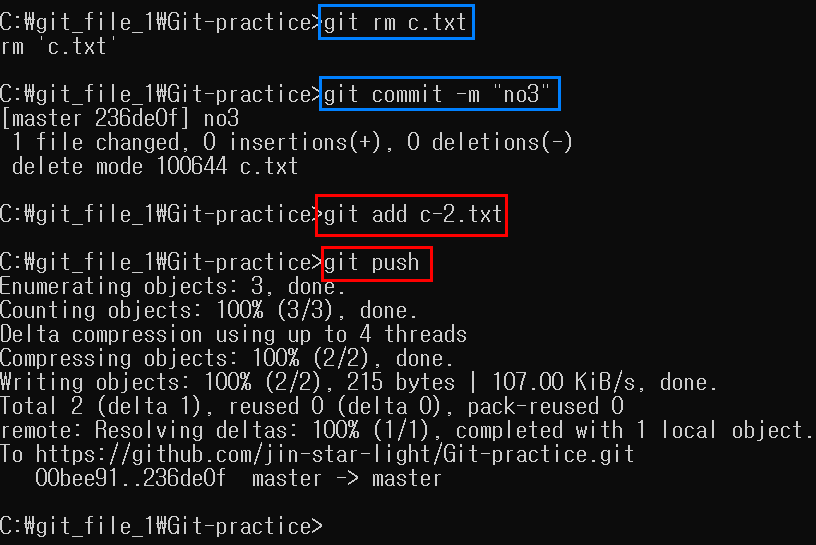 C:₩git_file_1₩Git-practice>git rm c.txt
rm 'c.txt'
C:₩git_file_1₩Git-practice>git commit -m "no3"
[master 236de0f] no3
 1 file changed, 0 insertions(+), 0 deletions(-)
 delete mode 100644 c.txt
C:₩git_file_1₩Git-practice>git add c-2.txt
C:₩git_file_1₩Git-practice>git push
Enumerating objects: 3, done.
Counting objects: 100% (3/3), done.
Delta compression using up to 4 threads
Compressing objects: 100% (2/2), done.
Writing objects: 100% (2/2), 215 bytes | 107.00 KiB/s, done.
Total 2 (delta 1), reused 0 (delta 0), pack-reused 0
remote: Resolving deltas: 100% (1/1), completed with 1 local object.
To https://github.com/jin-star-light/Git-practice.git
   00bee91..236de0f  master -> master
C:₩git_file_1₩Git-practice>